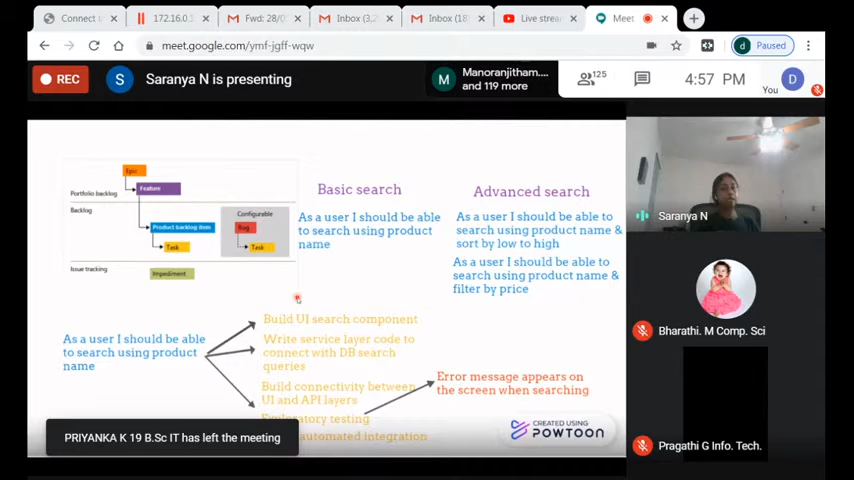 Connect u
172.16.0.1
Fwd: 28/0
Inbox (3,2
Inbox (18)
Live strea
Meet
meet.google.com/ymf-jgff-wqw
d Paused
REC
S
Saranya N is presenting
M
Manoranjitham....
and 119 more
125
4:57 PM
You
D
Epic
Feature
Portfolio backlog
Backlog
Product backlog item
Task
Configurable
Bug
Task
Issue tracking
Impediment
Basic search
As a user I should be able
to search using product
name
Advanced search
As a user I should be able to
search using product name &
sort by low to high
As a user I should be able to
search using product name &
filter by price
As a user I should be able
to search using product
name
Build UI search component
Write service layer code to
connect with DB search
queries
Build connectivity between
UI and API layers
Exploratory testing
automated integration
Error message appears on
the screen when searching
CREATED USING
POWTOON
PRIYANKA K 19 B.Sc IT has left the meeting
Saranya N
Bharathi. M Comp. Sci
Pragathi G Info. Tech.